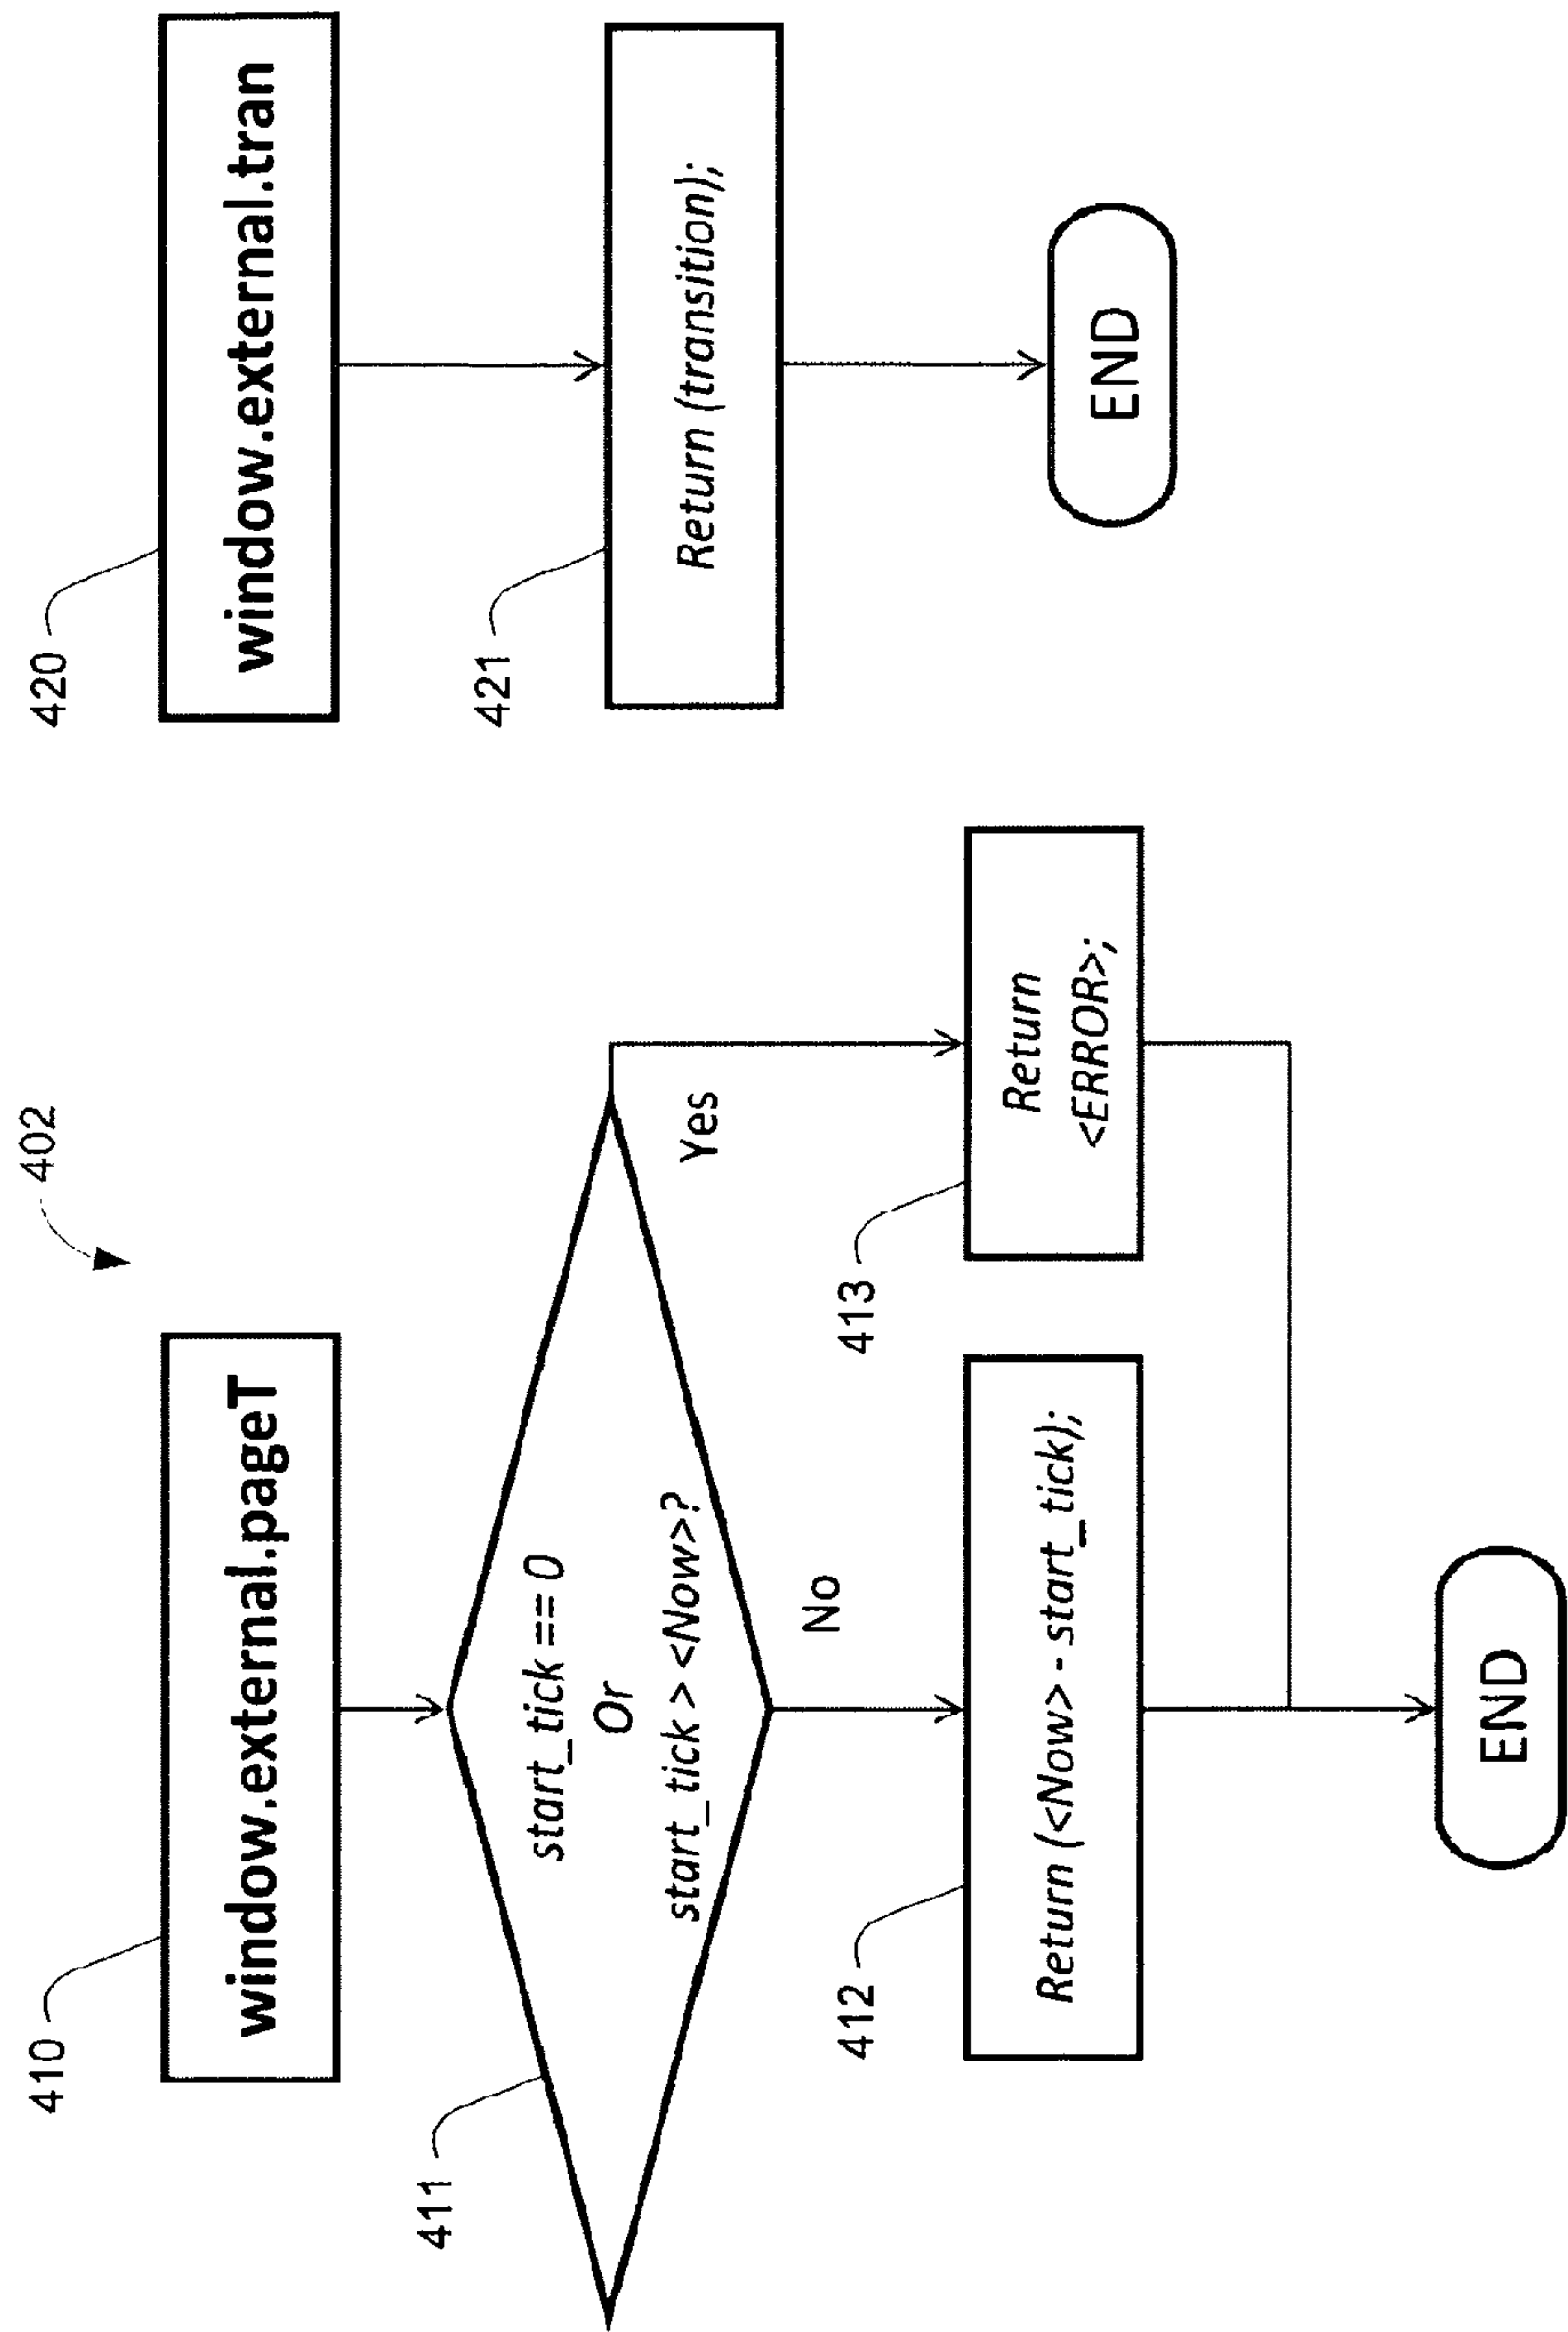 402
410
window.external.pageT
411
start_tick == 0
Or
start_tick > <Now>?
Yes
No
412
Return (<Now> - start_tick);
413
Return
<ERROR>;
END
420
window.external.tran
421
Return (transition);
END